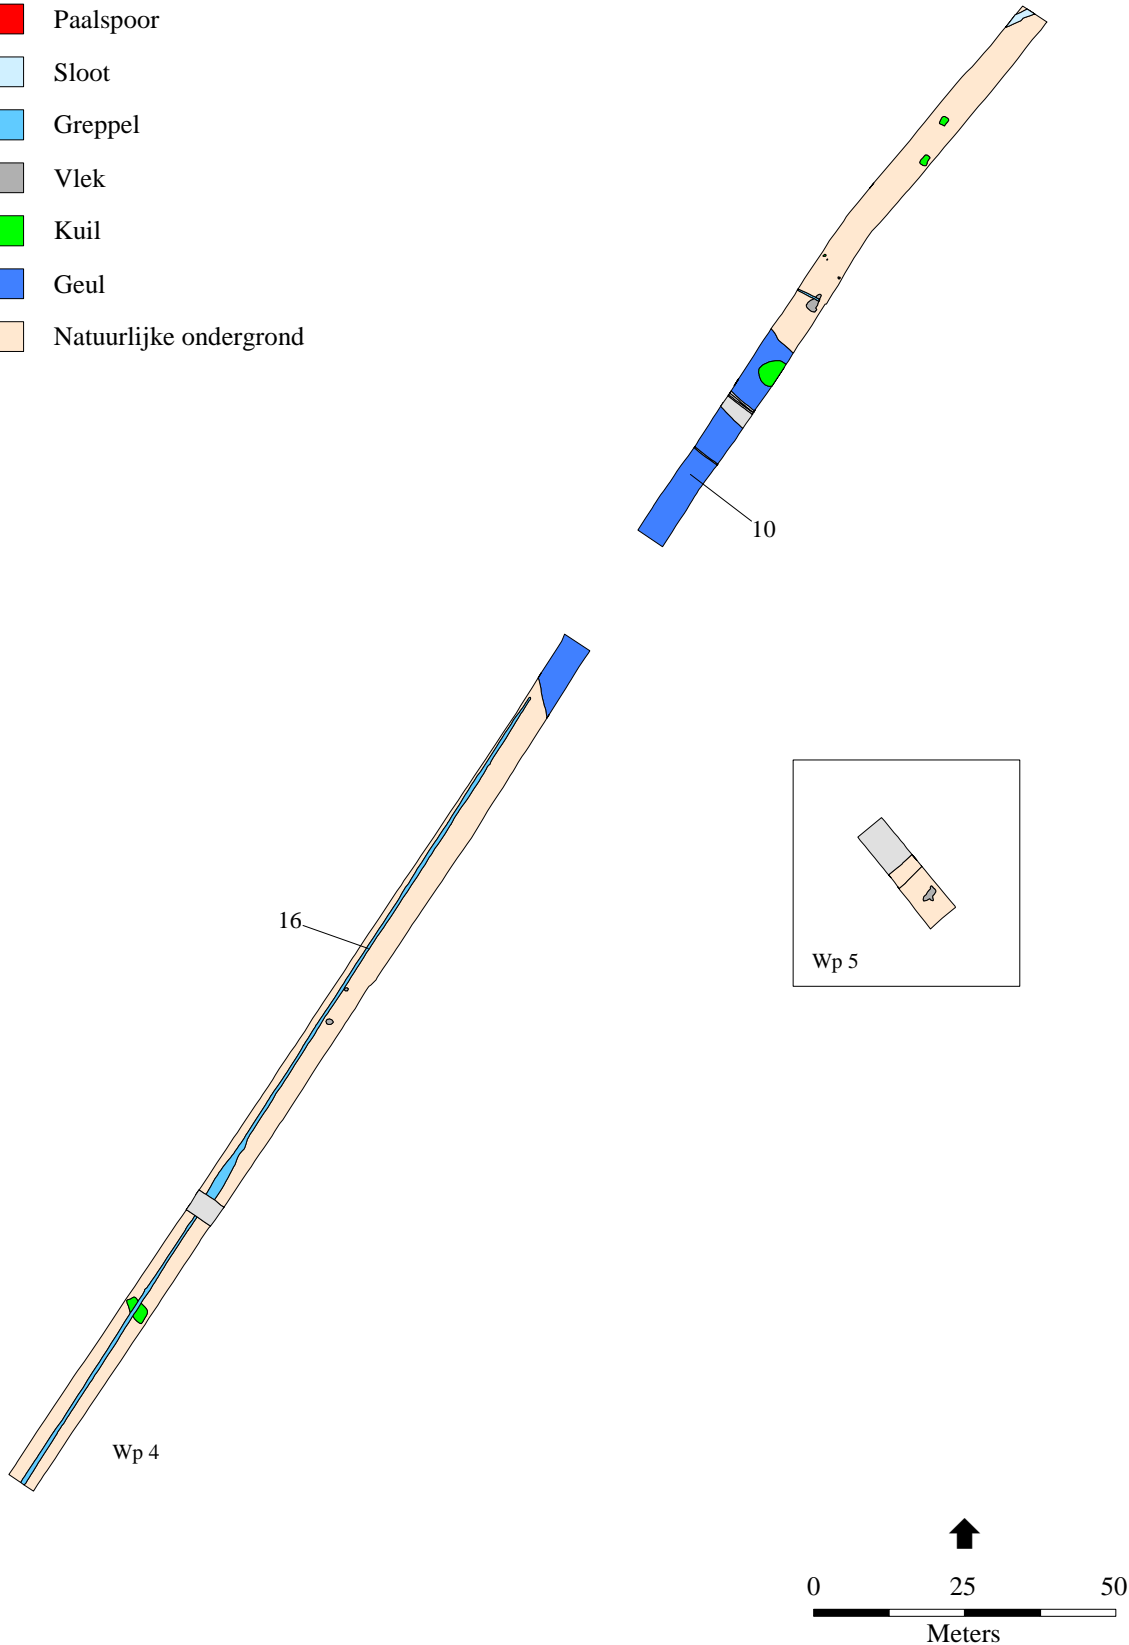 Paalspoor
Sloot
Greppel
Vlek
Kuil
Geul
Natuurlijke ondergrond
10
16
Wp 5
Wp 4
0 25 50
Meters